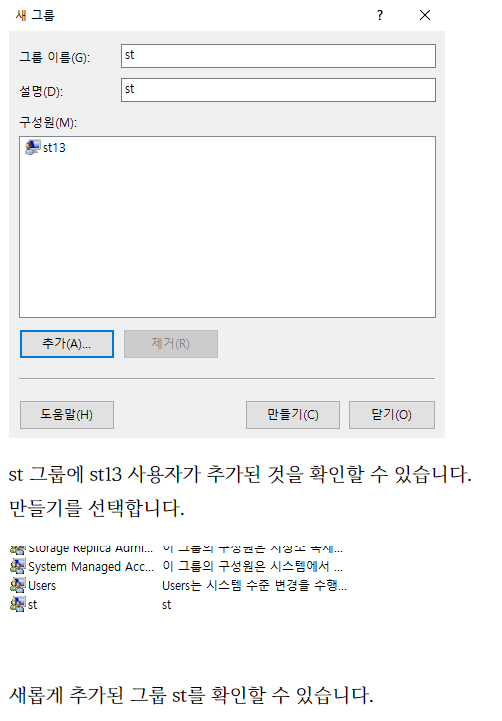 새 그룹 ? ×
그룹 이름(G): st
설명(D): st
구성원(M):
st13
추가(A)... 제거(R)
도움말(H) 만들기(C) 닫기(O)
st 그룹에 st13 사용자가 추가된 것을 확인할 수 있습니다.
만들기를 선택합니다.
Storage Replica Admi... 이 그룹의 구성원은 저장소 복제...
System Managed Acc... 이 그룹의 구성원은 시스템에서 ...
Users Users는 시스템 수준 변경을 수행...
st st
새롭게 추가된 그룹 st를 확인할 수 있습니다.